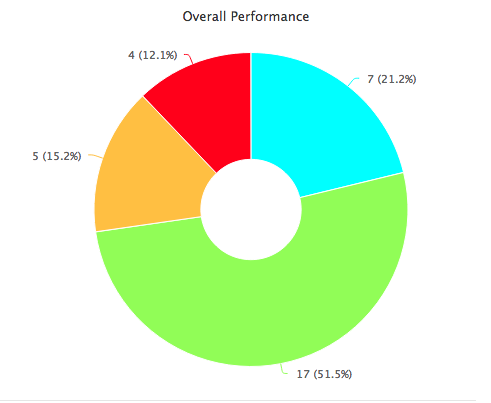 Overall Performance
4 (12.1%)
7 (21.2%)
5 (15.2%)
17 (51.5%)